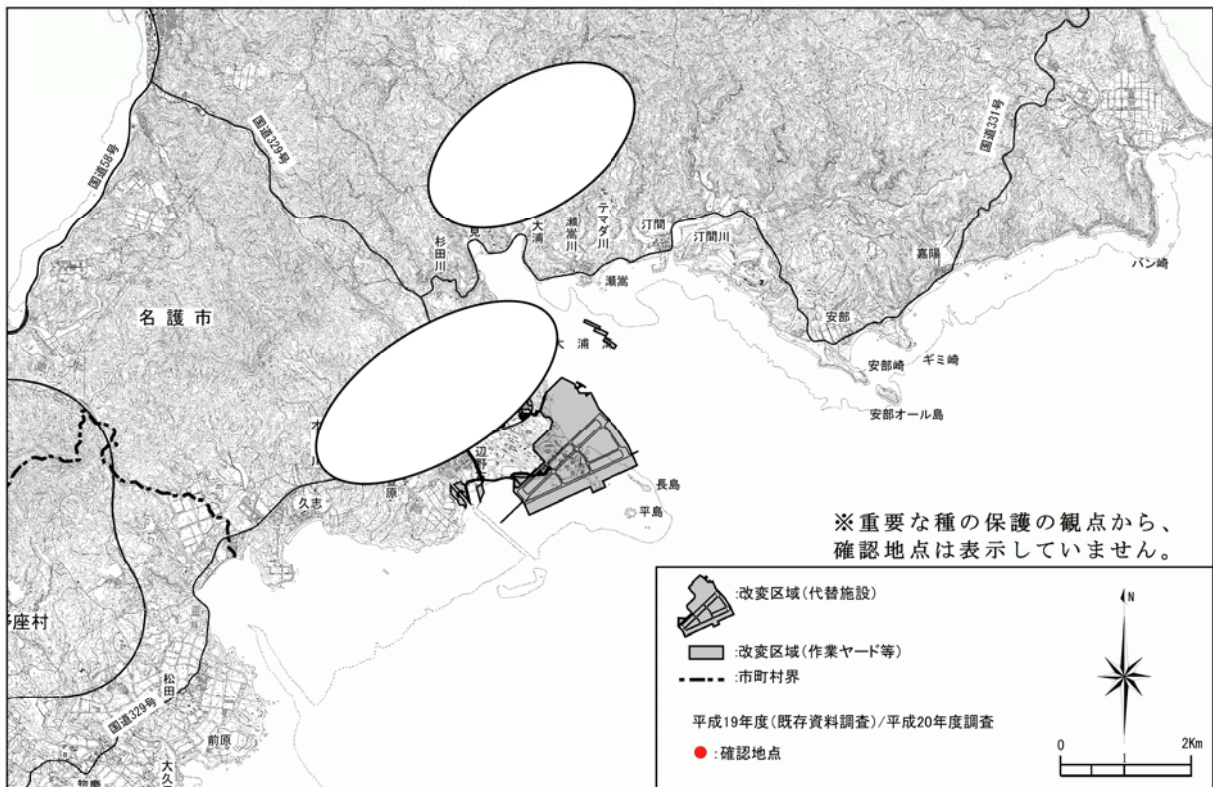 国道58号
国道329号
国道331号
杉田川
見
大浦
瀬嵩川
テマダ川
汀間
汀間川
瀬嵩
嘉陽
バン崎
名護市
安部
大浦湾
安部崎
ギミ崎
安部オール島
辺野
久志
原
長島
平島
※重要な種の保護の観点から、
確認地点は表示していません。
座村
松田
国道329号
前原
大久
:改変区域(代替施設)
:改変区域(作業ヤード等)
:市町村界
平成19年度(既存資料調査)/平成20年度調査
:確認地点
N
0 1 2Km